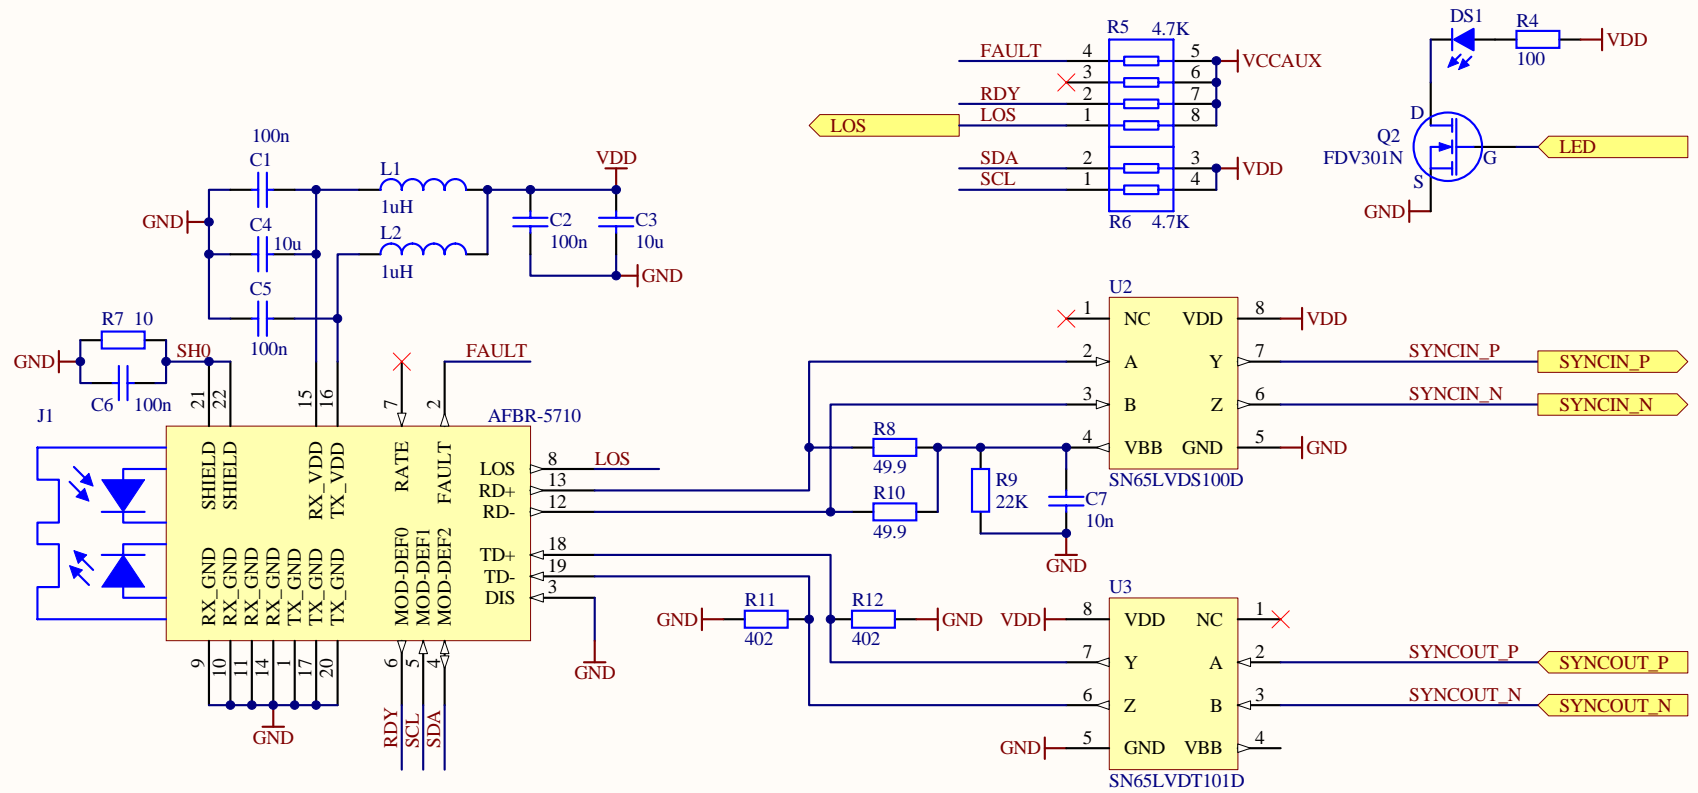 R5 4.7K
FAULT 4 5 VCCAUX
3 6
RDY 2 7
LOS LOS 1 8
SDA 2 3 VDD
SCL 1 4
R6 4.7K
DS1 R4
100 VDD
D
Q2
FDV301N G LED
S
GND
100n
C1
GND
C4
10u
C5
100n
L1
1uH
L2
1uH
VDD
C2
100n
C3
10u
GND
R7 10
GND SH0
C6 100n
21 22 15 16 7 2
FAULT
J1 AFBR-5710
SHIELD
SHIELD
RX_VDD
TX_VDD
RATE
FAULT
LOS 8 LOS
RD+ 13
RD- 12
TD+ 18
TD- 19
DIS 3
GND
RX_GND
RX_GND
RX_GND
RX_GND
TX_GND
TX_GND
TX_GND
MOD-DEF0
MOD-DEF1
MOD-DEF2
9 10 11 14 1 17 20 6 5 4
GND
RDY
SCL
SDA
U2
1 NC VDD 8 VDD
2 A Y 7 SYNCIN_P SYNCIN_P
3 B Z 6 SYNCIN_N SYNCIN_N
4 VBB GND 5 GND
SN65LVDS100D
R8
49.9
R10
49.9
R9
22K
C7
10n
GND
U3
GND R11
402
R12
402 GND
VDD 8 VDD NC 1
7 Y A 2 SYNCOUT_P SYNCOUT_P
6 Z B 3 SYNCOUT_N SYNCOUT_N
GND 5 GND VBB 4
SN65LVDT101D